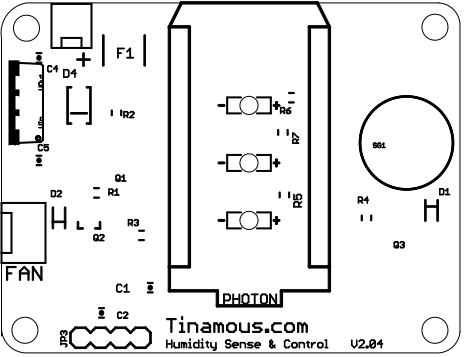 F1
C4
D4
R2
R6
C5
R7
SG1
Q1
D2
R1
R4
D1
R5
R3
Q2
Q3
FAN
C1
PHOTON
C2
JP3
Tinamous.com
Humidity Sense & Control V2.04